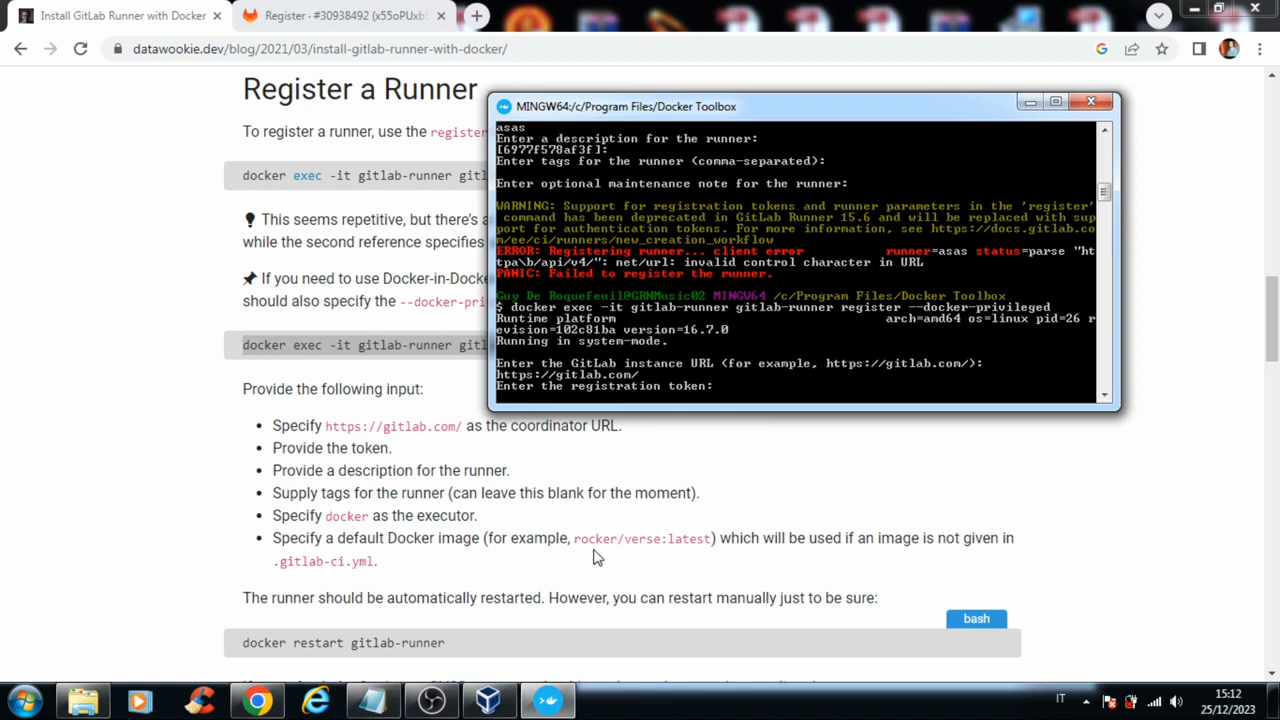 Install GitLab Runner with Docker
Register · #30938492 (x55oPUxb5
datawookie.dev/blog/2021/03/install-gitlab-runner-with-docker/
Register a Runner
To register a runner, use the register
docker exec -it gitlab-runner gitl
This seems repetitive, but there's a
while the second reference specifies
If you need to use Docker-in-Docke
should also specify the --docker-pri
docker exec -it gitlab-runner gitl
Provide the following input:
Specify https://gitlab.com/ as the coordinator URL.
Provide the token.
Provide a description for the runner.
Supply tags for the runner (can leave this blank for the moment).
Specify docker as the executor.
Specify a default Docker image (for example, rocker/verse:latest) which will be used if an image is not given in
.gitlab-ci.yml.
The runner should be automatically restarted. However, you can restart manually just to be sure:
bash
docker restart gitlab-runner
MINGW64:/c/Program Files/Docker Toolbox
asas
Enter a description for the runner:
[6977f578af3f]:
Enter tags for the runner (comma-separated):
Enter optional maintenance note for the runner:
WARNING: Support for registration tokens and runner parameters in the 'register'
command has been deprecated in GitLab Runner 15.6 and will be replaced with sup
port for authentication tokens. For more information, see https://docs.gitlab.co
m/ee/ci/runners/new_creation_workflow
ERROR: Registering runner... client error runner=asas status=parse "ht
tpa\b/api/v4/": net/url: invalid control character in URL
PANIC: Failed to register the runner.
Guy De Roquefeuil@GRNMusic02 MINGW64 /c/Program Files/Docker Toolbox
$ docker exec -it gitlab-runner gitlab-runner register --docker-privileged
Runtime platform arch=amd64 os=linux pid=26 r
evision=102c81ba version=16.7.0
Running in system-mode.
Enter the GitLab instance URL (for example, https://gitlab.com/):
https://gitlab.com/
Enter the registration token:
IT
15:12
25/12/2023